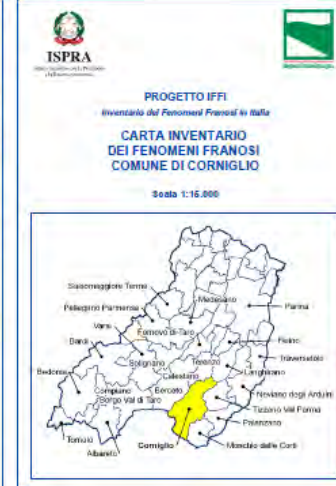 ISPRA
PROGETTO IFFI
Inventario dei Fenomeni Franosi in Italia
CARTA INVENTARIO
DEI FENOMENI FRANOSI
COMUNE DI CORNIGLIO
Scala 1:15.000
Salsomaggiore Terme
Medesano
Pellegrino Parmense
Parma
Varsi
Fornovo di Taro
Bardi
Felino
Solignano
Terenzo
Traversetolo
Bedonia
Calestano
Langhirano
Compiano
Berceto
Neviano degli Arduini
Borgo Val di Taro
Tizzano Val Parma
Palanzano
Tornolo
Corniglio
Monchio delle Corti
Albareto